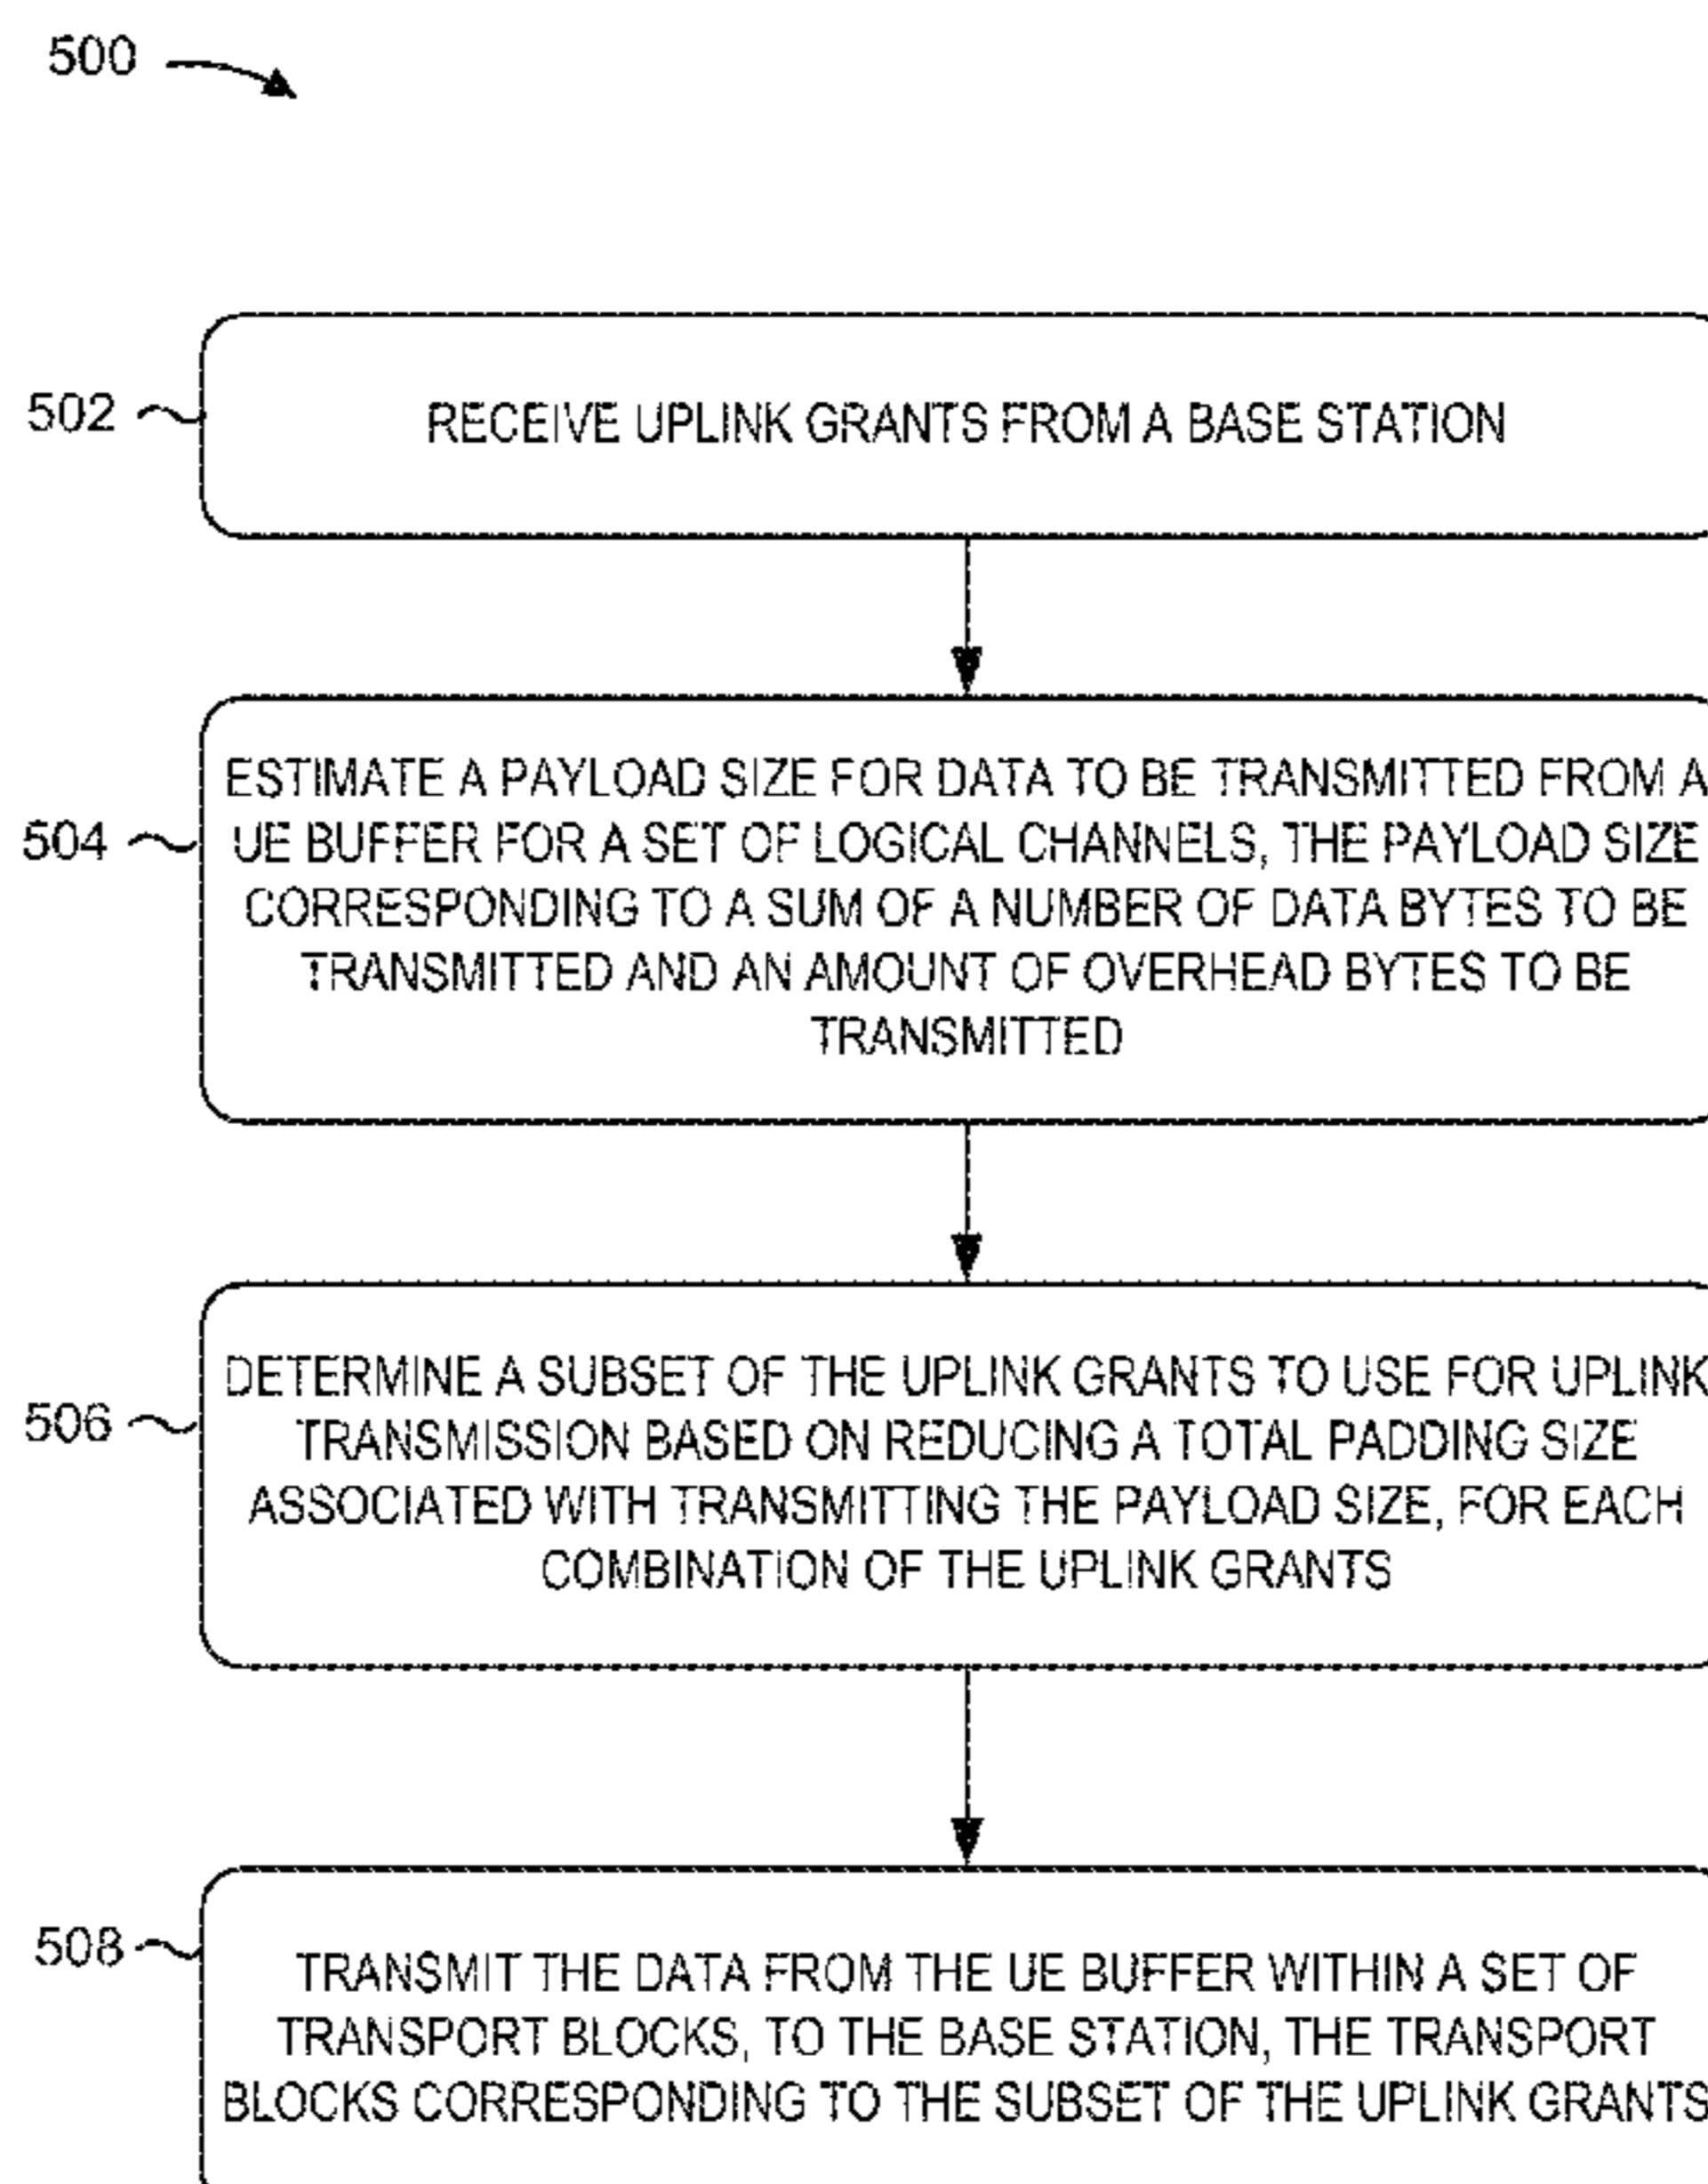 500
502
RECEIVE UPLINK GRANTS FROM A BASE STATION
504
ESTIMATE A PAYLOAD SIZE FOR DATA TO BE TRANSMITTED FROM A
UE BUFFER FOR A SET OF LOGICAL CHANNELS, THE PAYLOAD SIZE
CORRESPONDING TO A SUM OF A NUMBER OF DATA BYTES TO BE
TRANSMITTED AND AN AMOUNT OF OVERHEAD BYTES TO BE
TRANSMITTED
506
DETERMINE A SUBSET OF THE UPLINK GRANTS TO USE FOR UPLINK
TRANSMISSION BASED ON REDUCING A TOTAL PADDING SIZE
ASSOCIATED WITH TRANSMITTING THE PAYLOAD SIZE, FOR EACH
COMBINATION OF THE UPLINK GRANTS
508
TRANSMIT THE DATA FROM THE UE BUFFER WITHIN A SET OF
TRANSPORT BLOCKS, TO THE BASE STATION, THE TRANSPORT
BLOCKS CORRESPONDING TO THE SUBSET OF THE UPLINK GRANTS